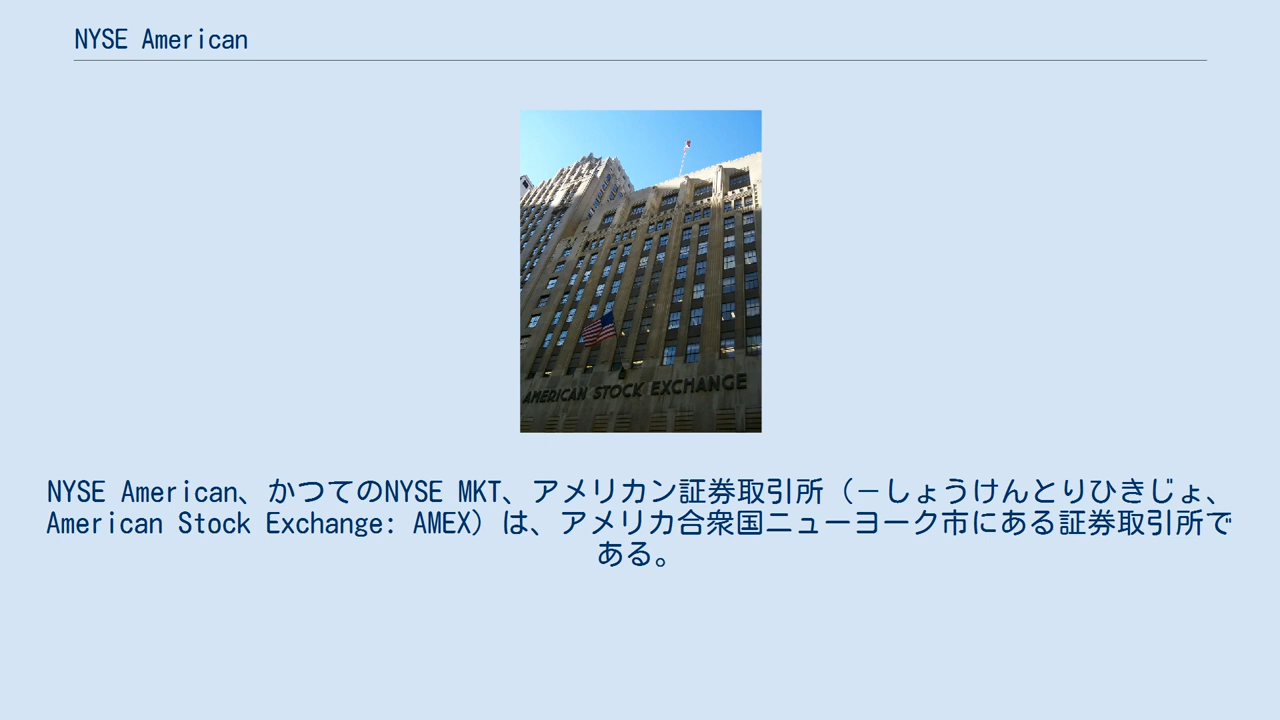 NYSE American
AMERICAN STOCK EXCHANGE
NYSE American、かつてのNYSE MKT、アメリカン証券取引所（－しょうけんとりひきじょ、
American Stock Exchange: AMEX）は、アメリカ合衆国ニューヨーク市にある証券取引所で
ある。